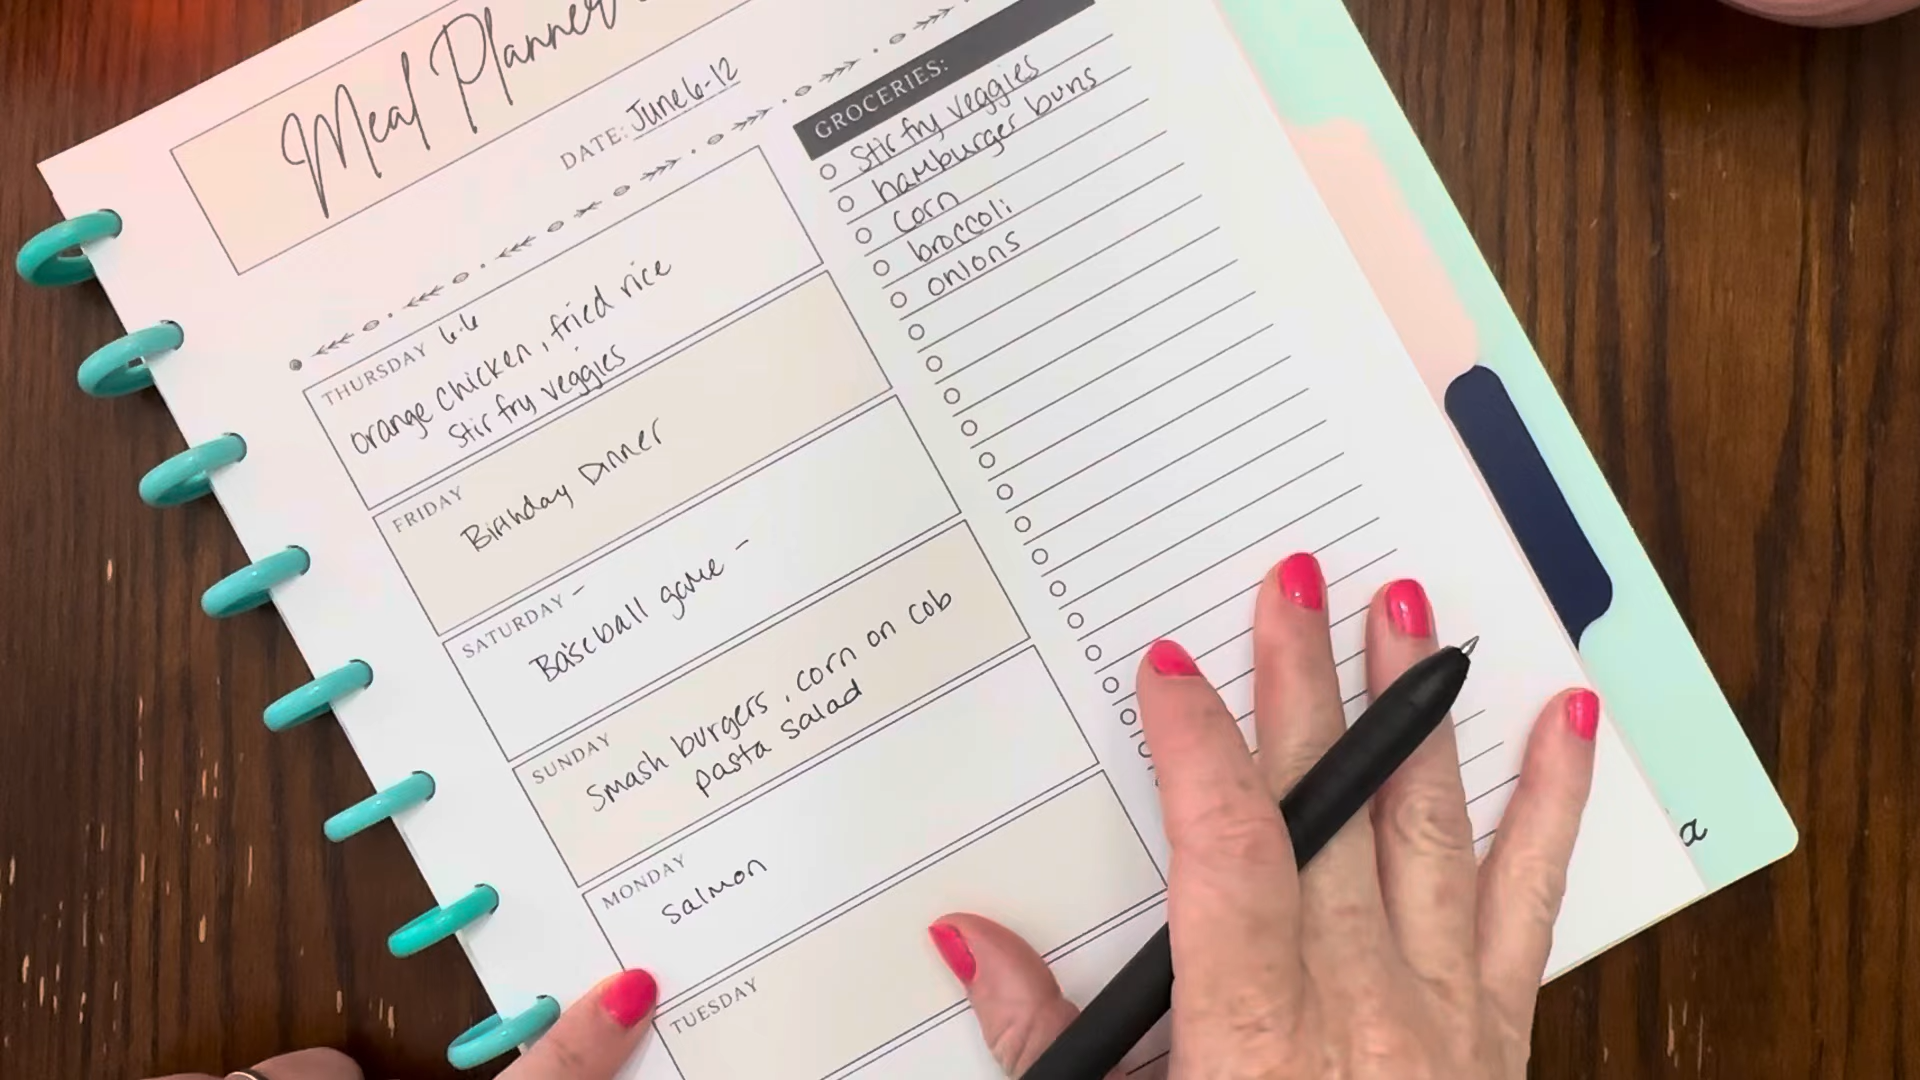 Meal Planner
DATE: June 6-12
THURSDAY 6.6
orange chicken, fried rice
stir fry veggies
FRIDAY
Birthday Dinner
SATURDAY -
Baseball game -
SUNDAY
Smash burgers, corn on cob
pasta salad
MONDAY
Salmon
TUESDAY
GROCERIES:
Stir fry veggies
hamburger buns
corn
broccoli
onions